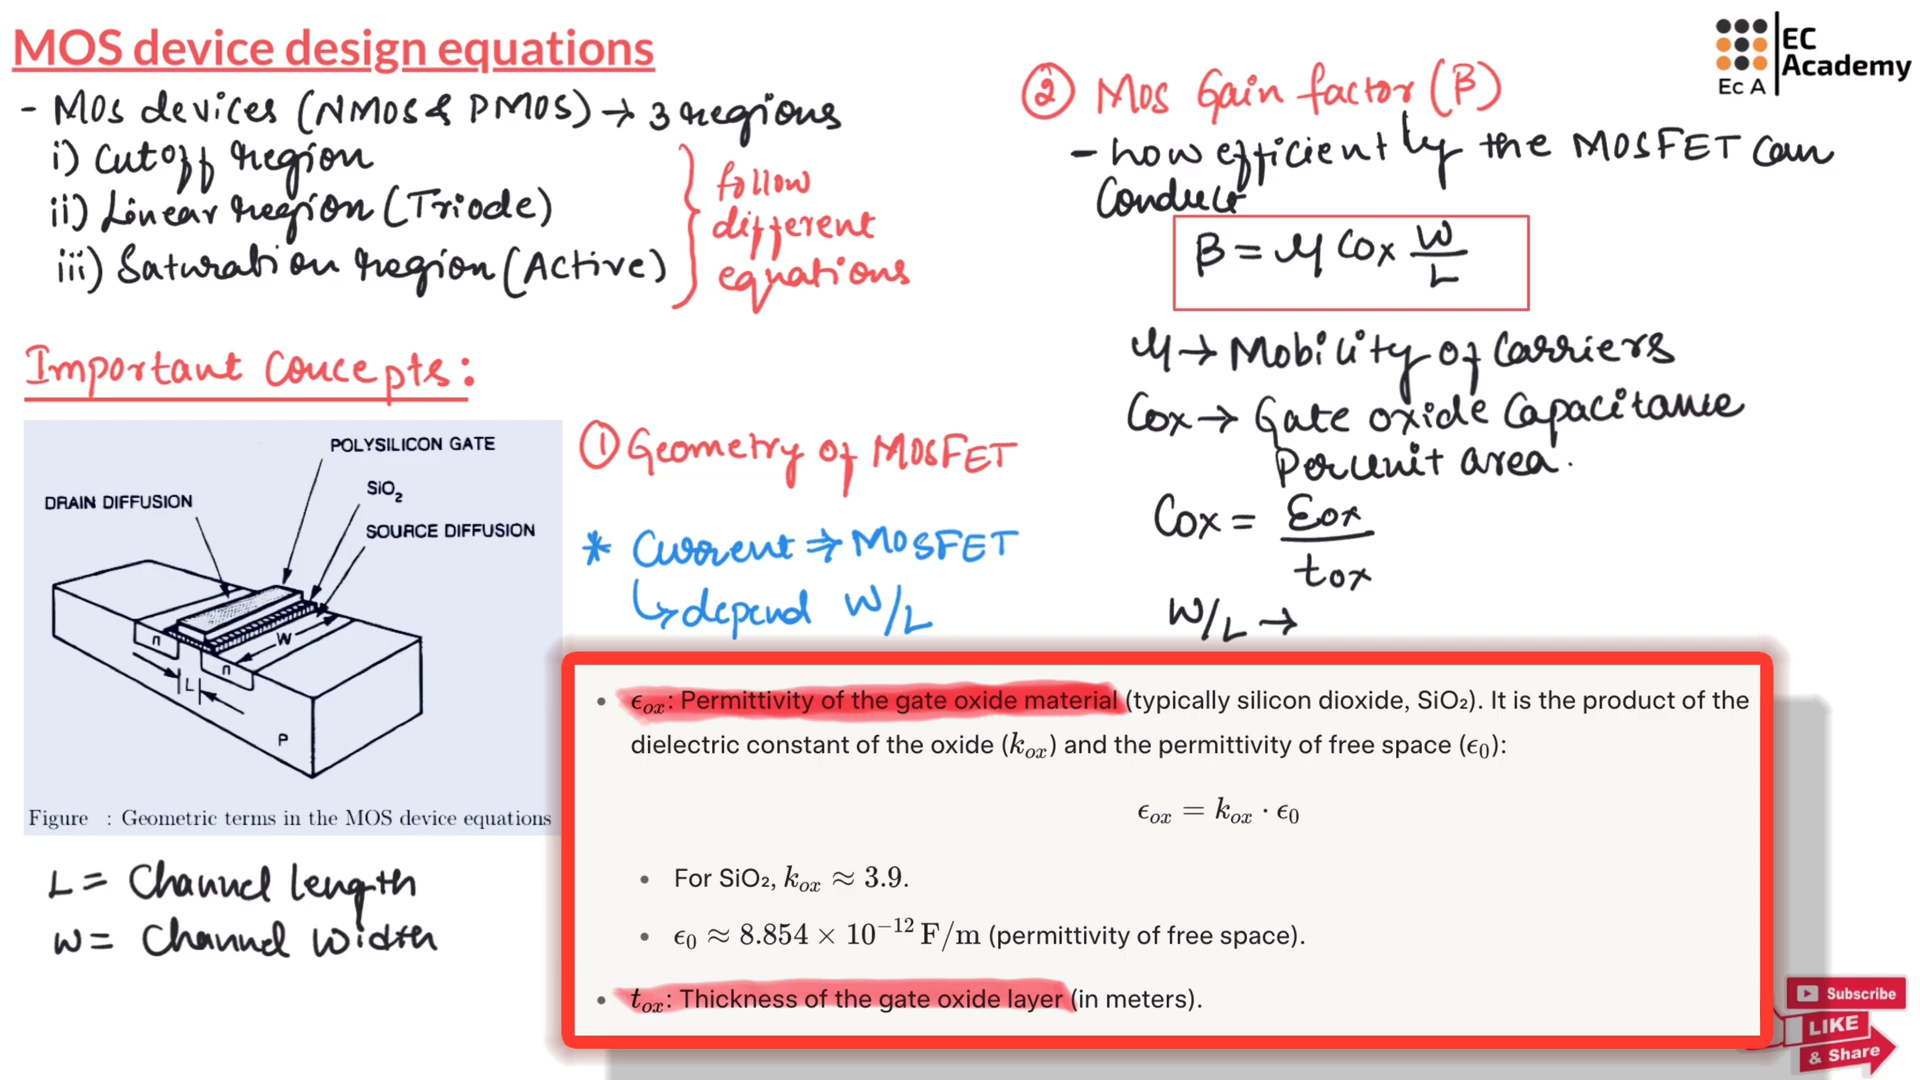 MOS device design equations
- MOS devices (NMOS & PMOS) → 3 regions
i) Cutoff region
ii) Linear region (Triode)
iii) Saturation region (Active)
follow
different
equations
Important Concepts:
POLYSILICON GATE
SiO2
DRAIN DIFFUSION
SOURCE DIFFUSION
n
W
n
L
P
Figure : Geometric terms in the MOS device equations
L = Channel length
W = Channel width
① Geometry of MOSFET
* Current ⇒ MOSFET
↳ depend W/L
② MOS Gain factor (β)
- how efficiently the MOSFET can
Conduct
β = μ Cox W/L
μ → Mobility of Carriers
Cox → Gate oxide Capacitance
Per unit area.
Cox = εox/tox
W/L →
• ϵox: Permittivity of the gate oxide material (typically silicon dioxide, SiO₂). It is the product of the
dielectric constant of the oxide (kox) and the permittivity of free space (ϵ0):
ϵox = kox · ϵ0
• For SiO₂, kox ≈ 3.9.
• ϵ0 ≈ 8.854 × 10⁻¹² F/m (permittivity of free space).
• tox: Thickness of the gate oxide layer (in meters).
EC
Academy
Ec A
Subscribe
LIKE
& Share